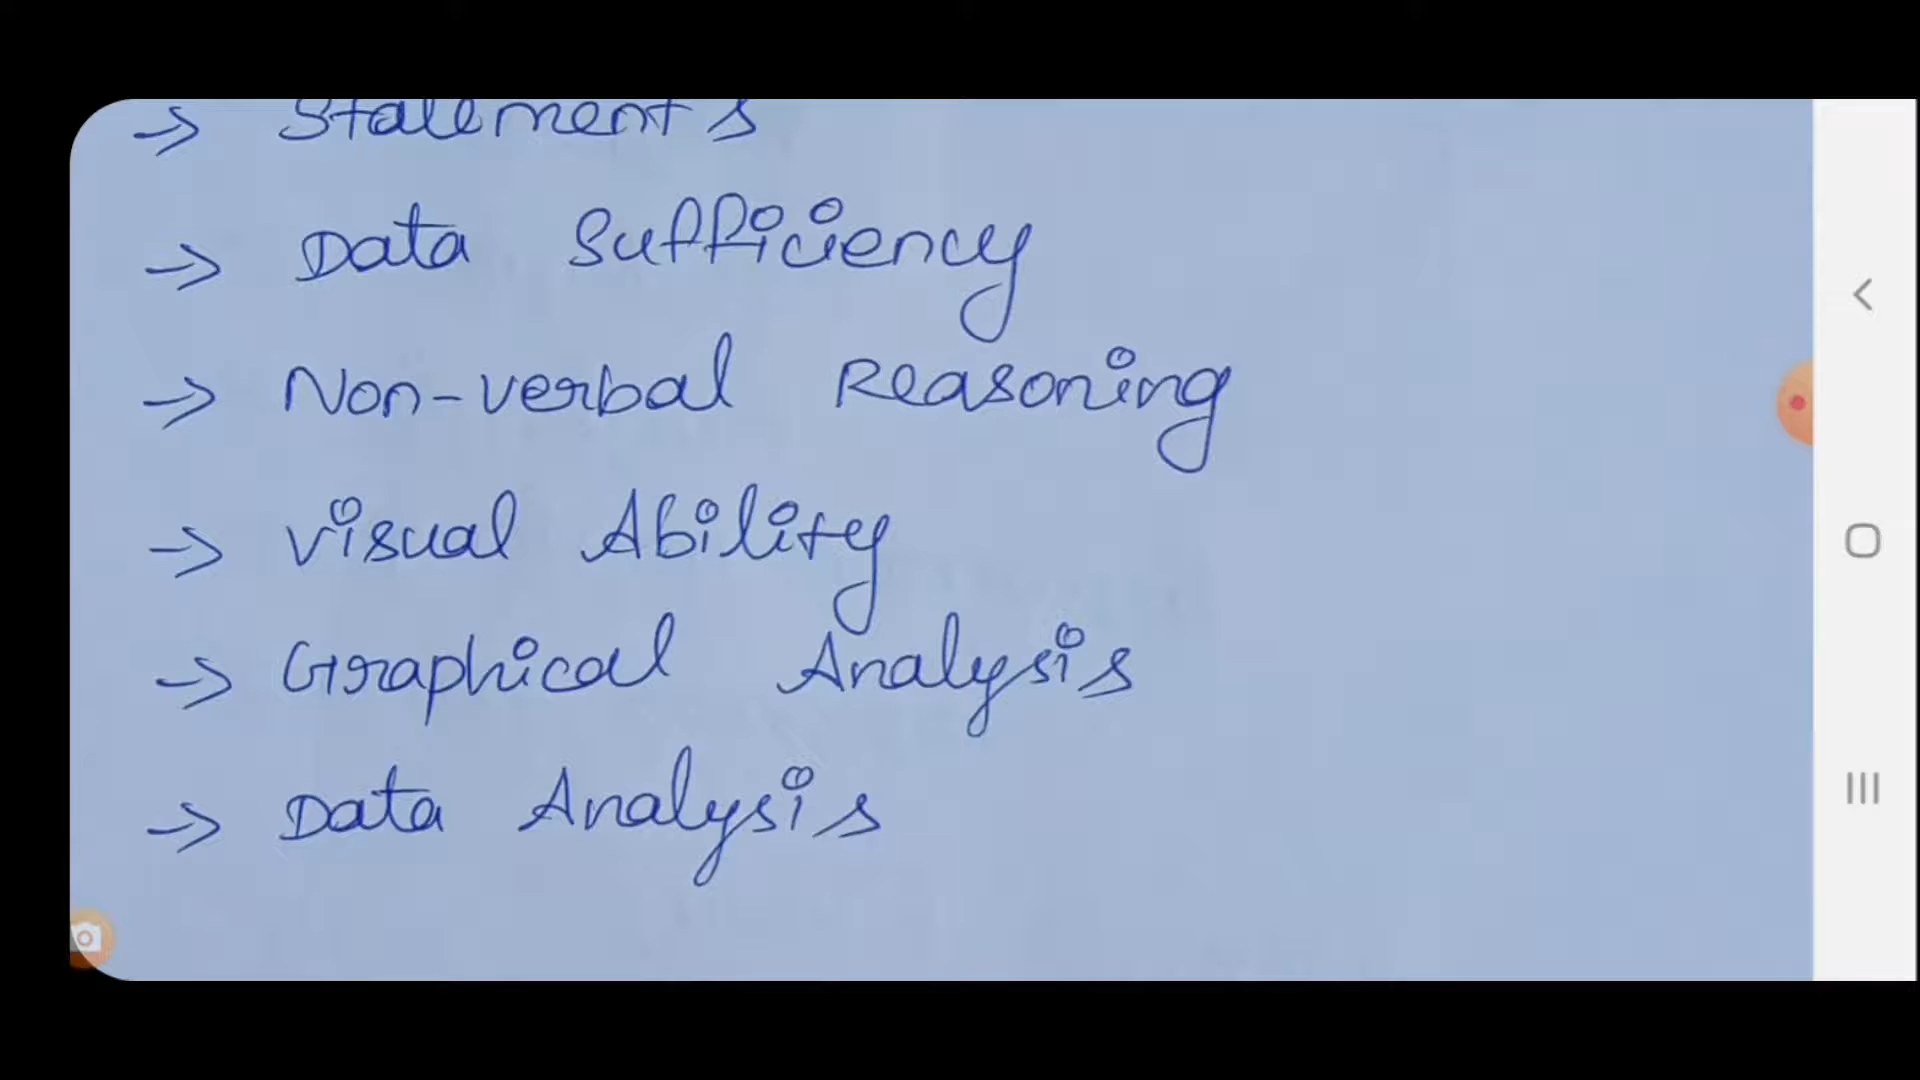 → Statements
→ Data Sufficiency
→ Non-verbal Reasoning
→ Visual Ability
→ Graphical Analysis
→ Data Analysis